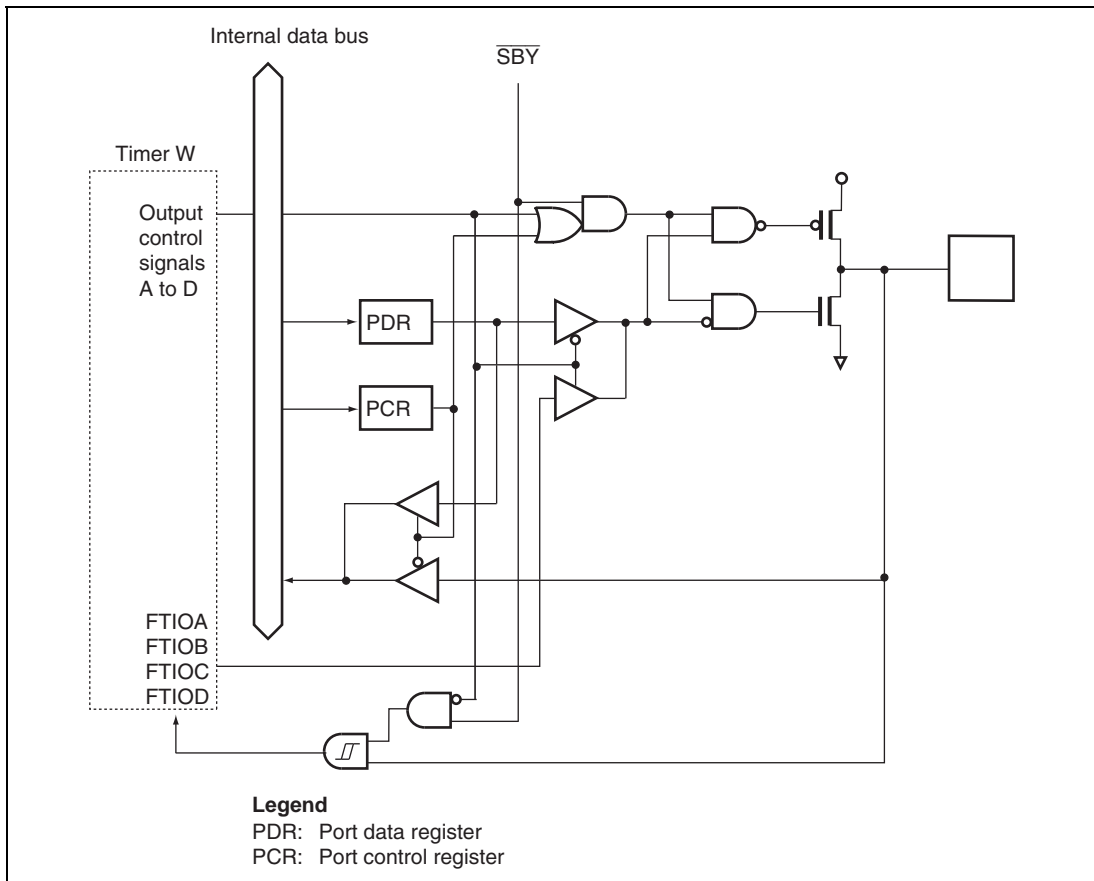 Internal data bus
S̅B̅Y̅
Timer W
Output
control
signals
A to D
PDR
PCR
FTIOA
FTIOB
FTIOC
FTIOD
Legend
PDR: Port data register
PCR: Port control register